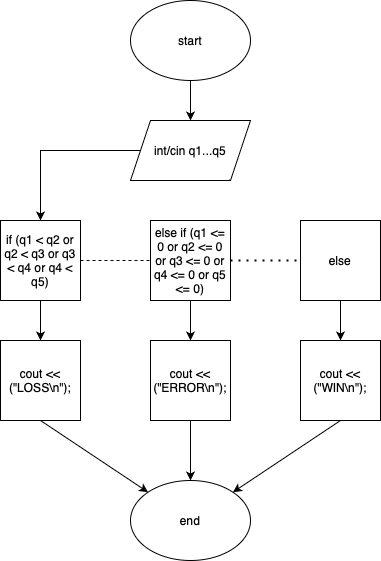 start
int/cin q1...q5
if (q1 < q2 or
q2 < q3 or q3
< q4 or q4 <
q5)
else if (q1 <=
0 or q2 <= 0
or q3 <= 0 or
q4 <= 0 or q5
<= 0)
else
cout <<
("LOSS\n");
cout <<
("ERROR\n");
cout <<
("WIN\n");
end